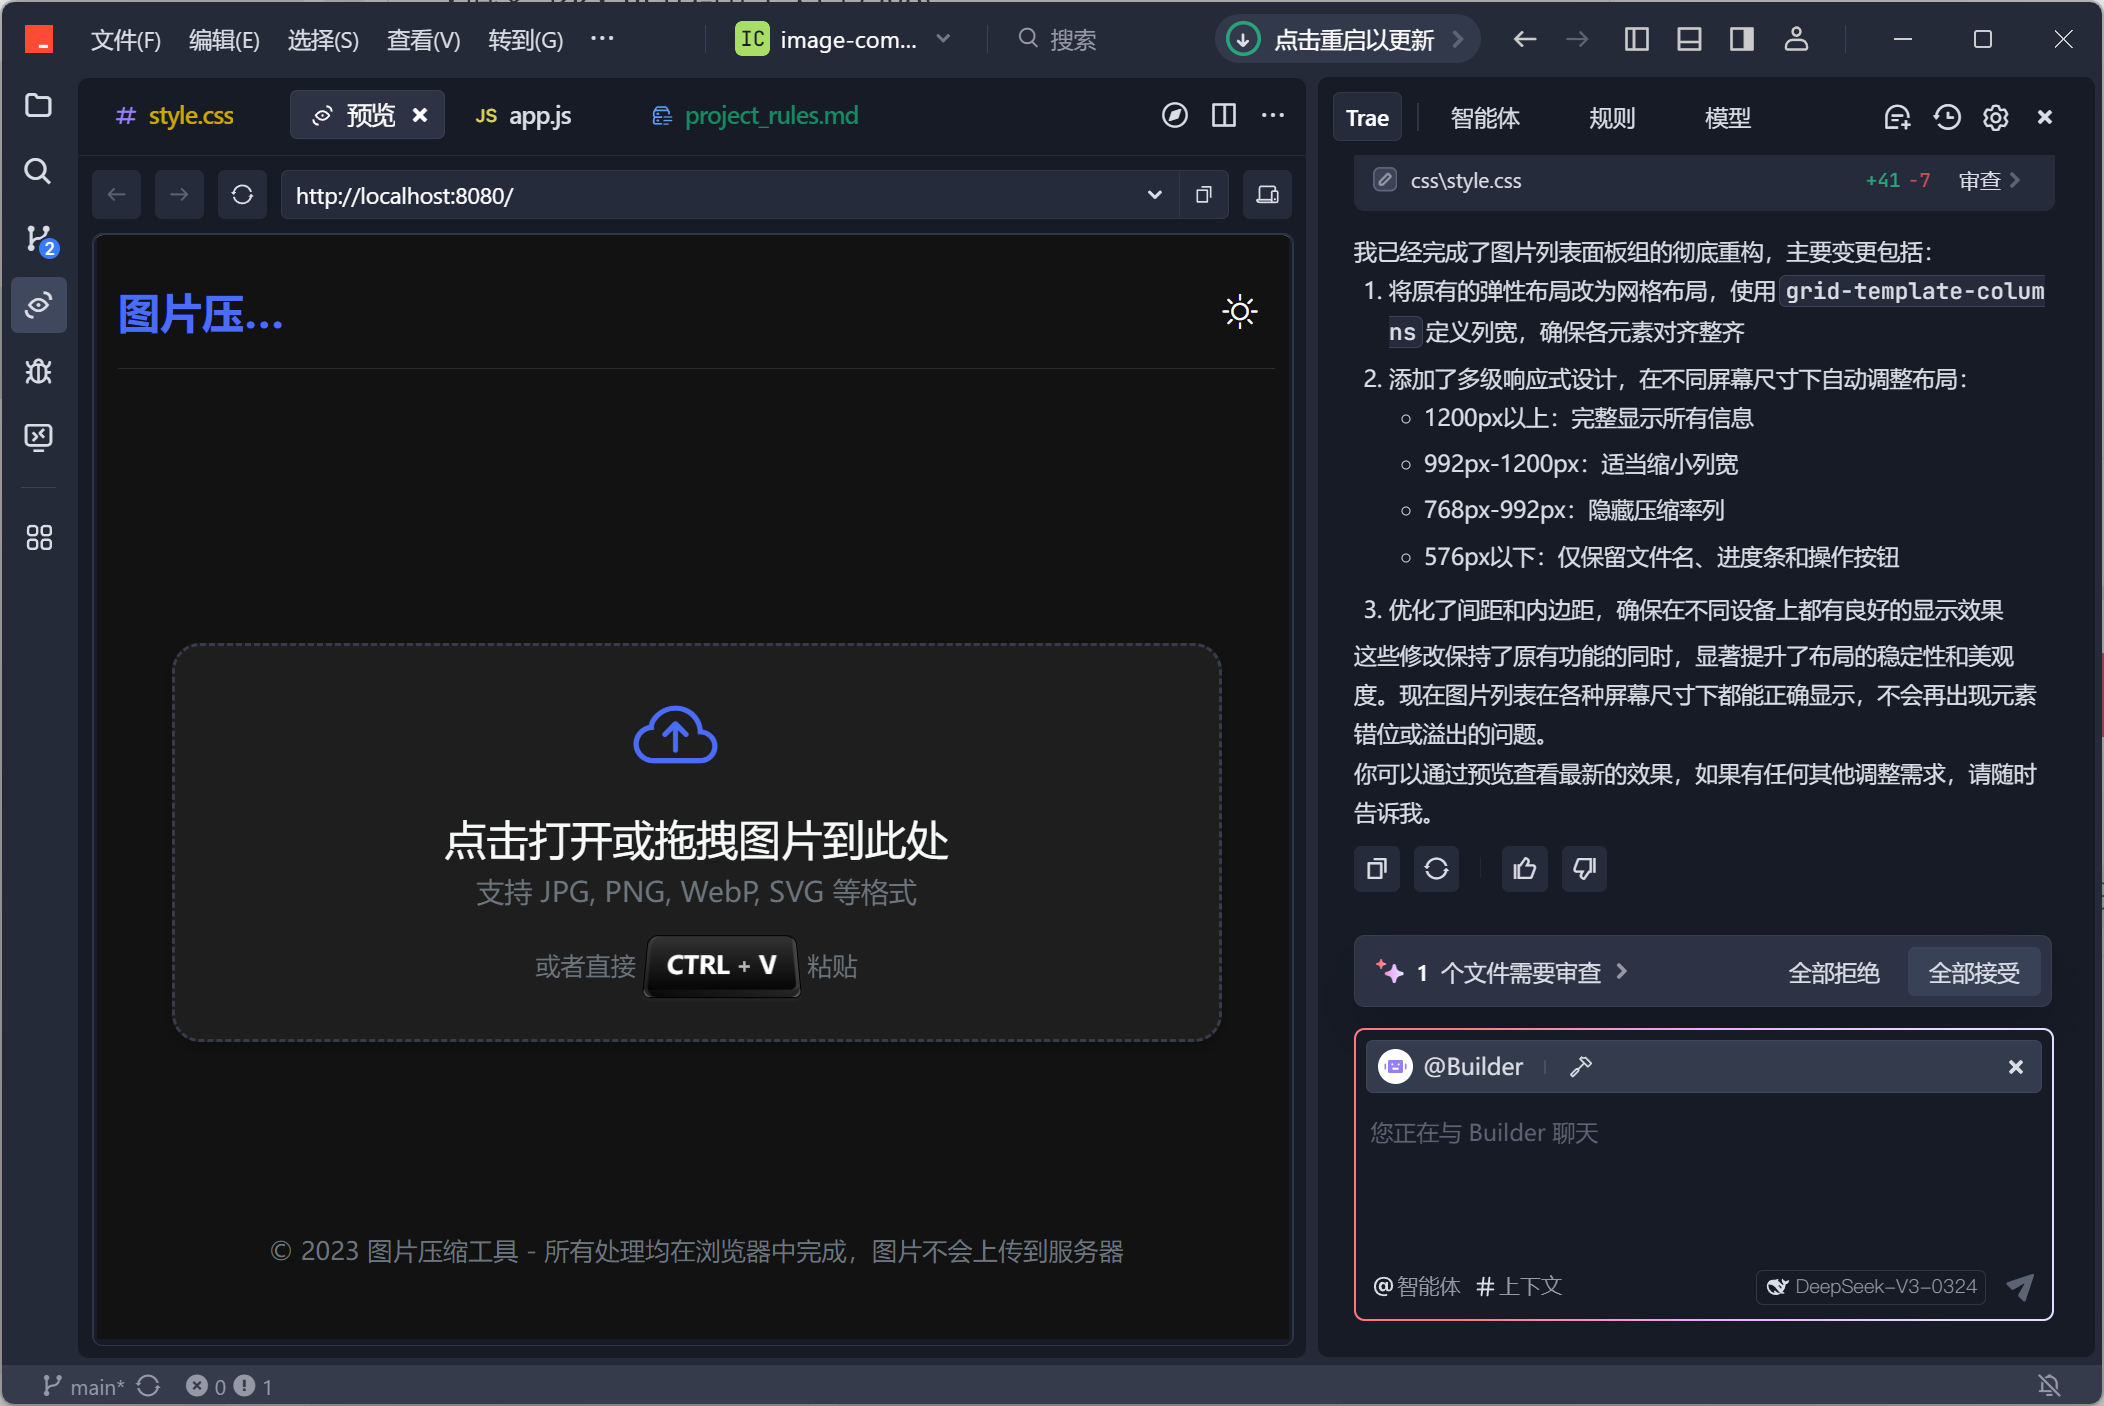 文件(F) 编辑(E) 选择(S) 查看(V) 转到(G) ··· IC image-com... 搜索 点击重启以更新
# style.css 预览 JS app.js project_rules.md
http://localhost:8080/
图片压...
点击打开或拖拽图片到此处
支持 JPG, PNG, WebP, SVG 等格式
或者直接 CTRL + V 粘贴
© 2023 图片压缩工具 - 所有处理均在浏览器中完成，图片不会上传到服务器
2
Trae 智能体 规则 模型
css\style.css +41 -7 审查
我已经完成了图片列表面板组的彻底重构，主要变更包括：
1. 将原有的弹性布局改为网格布局，使用 grid-template-colum
ns 定义列宽，确保各元素对齐整齐
2. 添加了多级响应式设计，在不同屏幕尺寸下自动调整布局：
1200px以上：完整显示所有信息
992px-1200px：适当缩小列宽
768px-992px：隐藏压缩率列
576px以下：仅保留文件名、进度条和操作按钮
3. 优化了间距和内边距，确保在不同设备上都有良好的显示效果
这些修改保持了原有功能的同时，显著提升了布局的稳定性和美观
度。现在图片列表在各种屏幕尺寸下都能正确显示，不会再出现元素
错位或溢出的问题。
你可以通过预览查看最新的效果，如果有任何其他调整需求，请随时
告诉我。
1 个文件需要审查 全部拒绝 全部接受
@Builder
您正在与 Builder 聊天
@智能体 #上下文 DeepSeek-V3-0324
main* 0 1